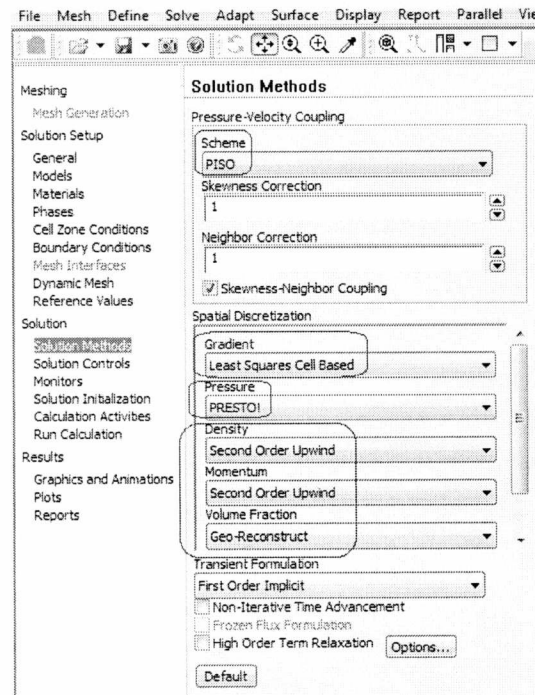 File Mesh Define Solve Adapt Surface Display Report Parallel Vie
Meshing
Mesh Generation
Solution Setup
General
Models
Materials
Phases
Cell Zone Conditions
Boundary Conditions
Mesh Interfaces
Dynamic Mesh
Reference Values
Solution
Solution Methods
Solution Controls
Monitors
Solution Initialization
Calculation Activities
Run Calculation
Results
Graphics and Animations
Plots
Reports
Solution Methods
Pressure-Velocity Coupling
Scheme
PISO
Skewness Correction
1
Neighbor Correction
1
Skewness-Neighbor Coupling
Spatial Discretization
Gradient
Least Squares Cell Based
Pressure
PRESTO!
Density
Second Order Upwind
Momentum
Second Order Upwind
Volume Fraction
Geo-Reconstruct
Transient Formulation
First Order Implicit
Non-Iterative Time Advancement
Frozen Flux Formulation
High Order Term Relaxation Options...
Default